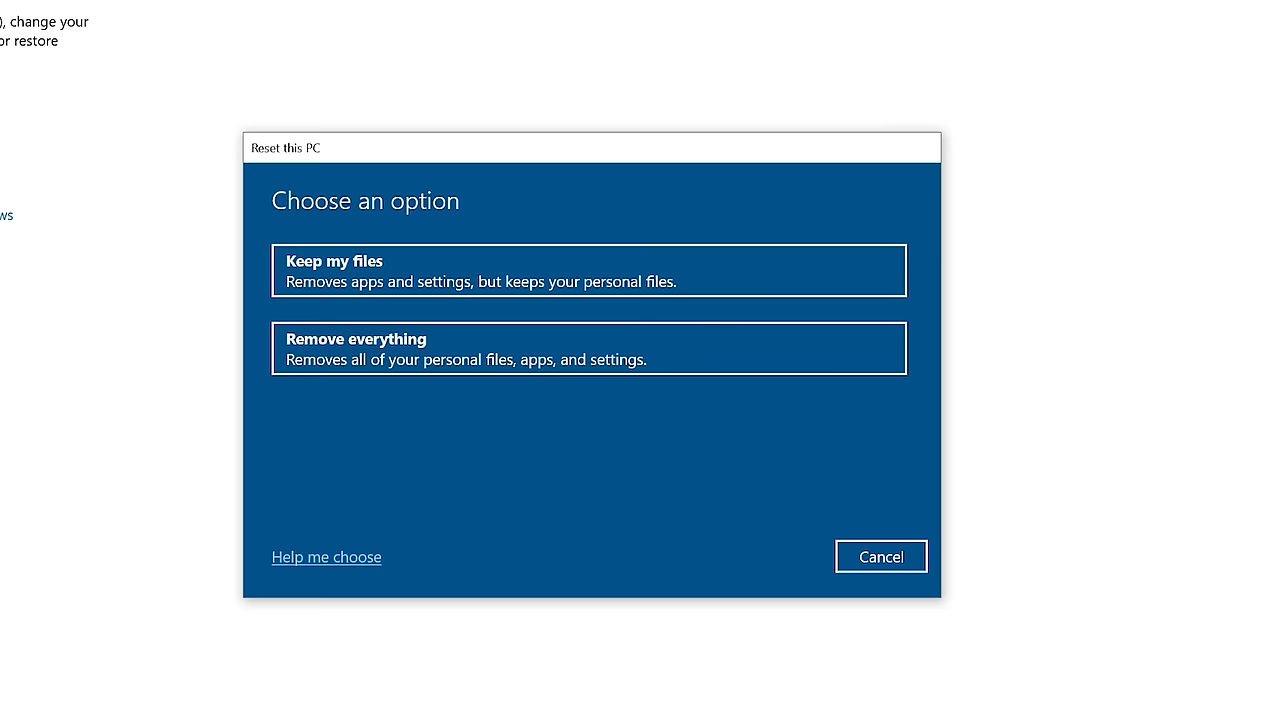 ), change your
or restore
ws
Reset this PC
Choose an option
Keep my files
Removes apps and settings, but keeps your personal files.
Remove everything
Removes all of your personal files, apps, and settings.
Help me choose
Cancel